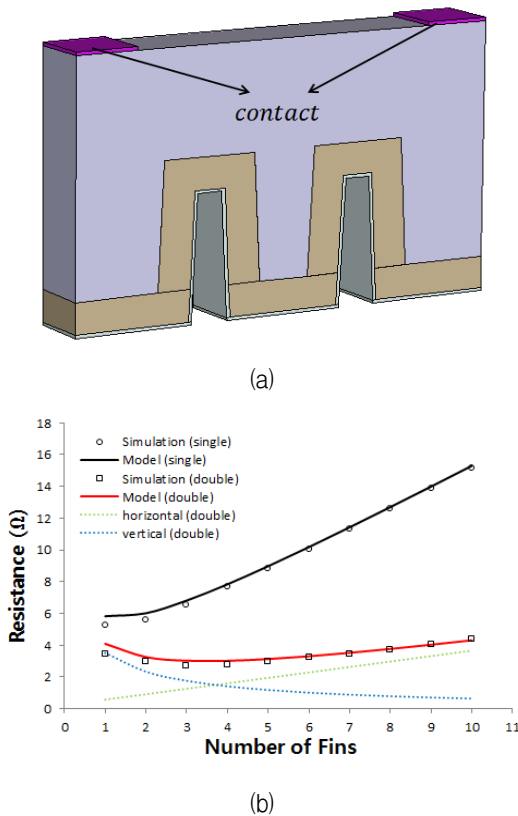 contact
(a)
Simulation (single)
Model (single)
Simulation (double)
Model (double)
horizontal (double)
vertical (double)
Resistance (Ω)
18
16
14
12
10
8
6
4
2
0
0 1 2 3 4 5 6 7 8 9 10 11
Number of Fins
(b)